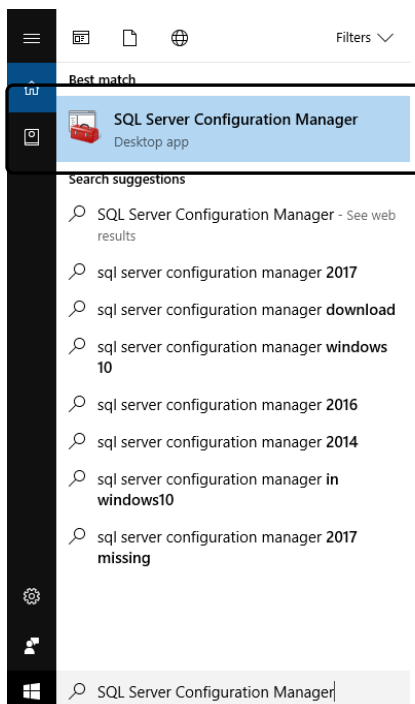 Filters
Best match
SQL Server Configuration Manager
Desktop app
Search suggestions
SQL Server Configuration Manager - See web
results
sql server configuration manager 2017
sql server configuration manager download
sql server configuration manager windows
10
sql server configuration manager 2016
sql server configuration manager 2014
sql server configuration manager in
windows10
sql server configuration manager 2017
missing
SQL Server Configuration Manager